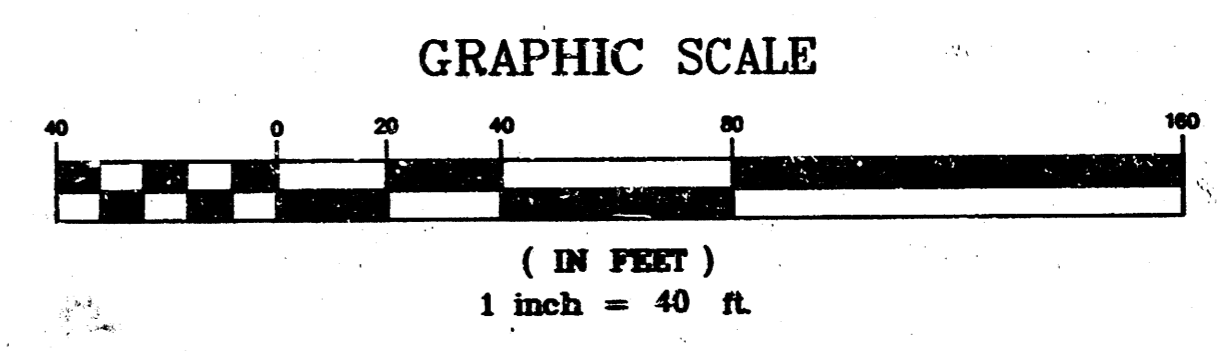 GRAPHIC SCALE
40 0 20 40 80 160
( IN FEET )
1 inch = 40 ft.